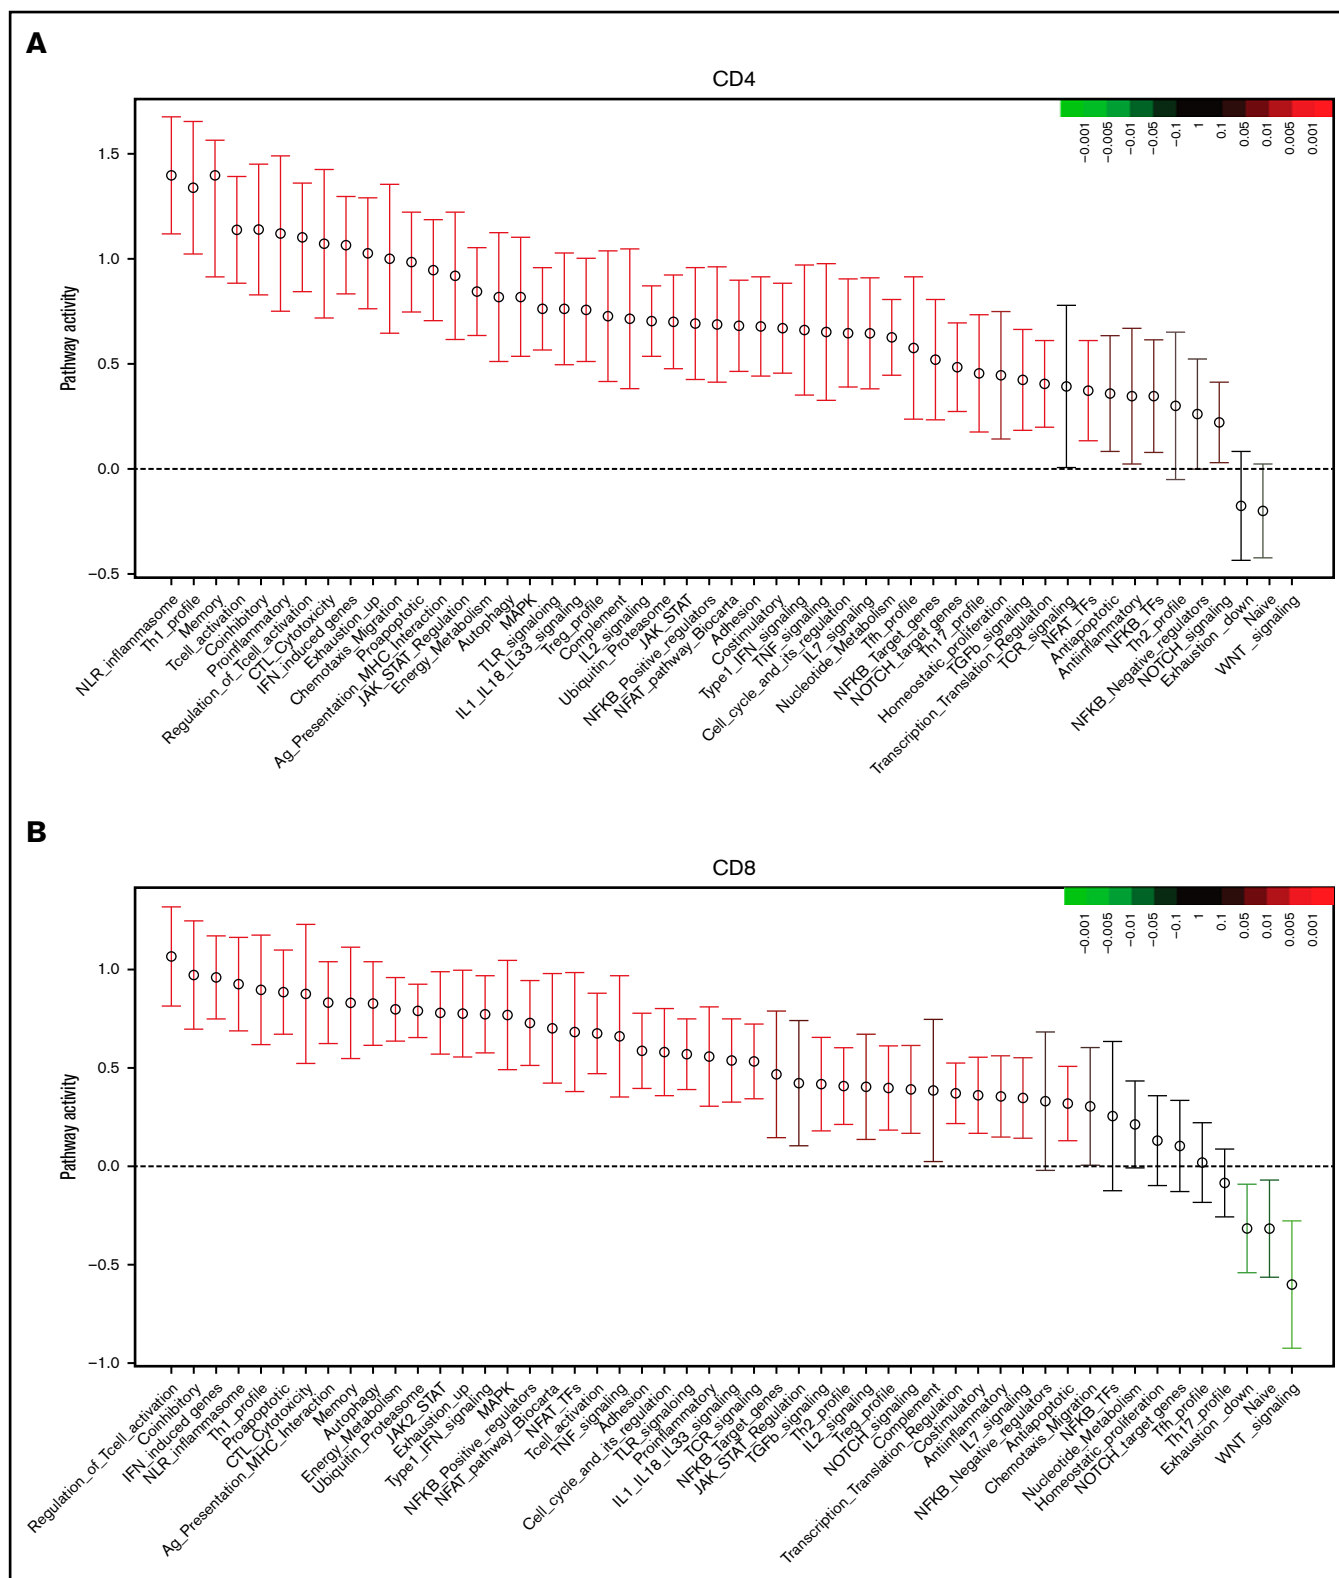 A
CD4
-0.001
-0.005
-0.01
-0.05
-0.1
1
0.1
0.05
0.01
0.005
0.001
Pathway activity
1.5
1.0
0.5
0.0
−0.5
NLR_inflammasome
Th1_profile
Memory
Tcell_activation
Coinhibitory
Proinflammatory
Regulation_of_Tcell_activation
CTL_Cytotoxicity
IFN_induced genes
Exhaustion_up
Chemotaxis_Migration
Proapoptotic
Ag_Presentation_MHC_Interaction
JAK_STAT_Regulation
Energy_Metabolism
Autophagy
MAPK
TLR_signaloing
IL1_IL18_IL33_signaling
Treg_profile
Complement
IL2_signaling
Ubiquitin_Proteasome
JAK_STAT
NFKB_Positive_regulators
NFAT_pathway_Biocarta
Adhesion
Costimulatory
Type1_IFN_signaling
TNF_signaling
Cell_cycle_and_its_regulation
IL7_signaling
Nucleotide_Metabolism
Th_profile
NFKB_Target_genes
NOTCH_target genes
Th17_profile
Homeostatic_proliferation
TGFb_Signaling
Transcription_Translation_Regulation
TCR_signaling
NFAT_TFs
Antiapoptotic
Antiinflammatory
NFKB_TFs
Th2_profile
NFKB_Negative_regulators
NOTCH_signaling
Exhaustion_down
Naive
WNT_signaling
B
CD8
-0.001
-0.005
-0.01
-0.05
-0.1
1
0.1
0.05
0.01
0.005
0.001
Pathway activity
1.0
0.5
0.0
−0.5
−1.0
Regulation_of_Tcell_activation
Coinhibitory
IFN_induced genes
NLR_inflammasome
Th1_profile
Proapoptotic
CTL_Cytotoxicity
Ag_Presentation_MHC_Interaction
Memory
Autophagy
Energy_Metabolism
Ubiquitin_Proteasome
JAK2_STAT
Exhaustion_up
Type1_IFN_signaling
MAPK
NFKB_Positive_regulators
NFAT_pathway_Biocarta
NFAT_TFs
Tcell_activation
TNF_signaling
Adhesion
Cell_cycle_and_its_regulation
TLR_signaloing
Proinflammatory
IL1_IL18_IL33_signaling
TCR_signaling
NFKB_Target_genes
JAK_STAT_Regulation
TGFb_signaling
Th2_profile
IL2_signaling
Treg_profile
NOTCH_signaling
Complement
Transcription_Translation_Regulation
Costimulatory
Antiinflammatory
IL7_signaling
NFKB_Negative_regulators
Antiapoptotic
Chemotaxis_Migration
NFKB_TFs
Nucleotide_Metabolism
Homeostatic_proliferation
NOTCH_target genes
Tfh_profile
Th17_profile
Exhaustion_down
Naive
WNT_signaling